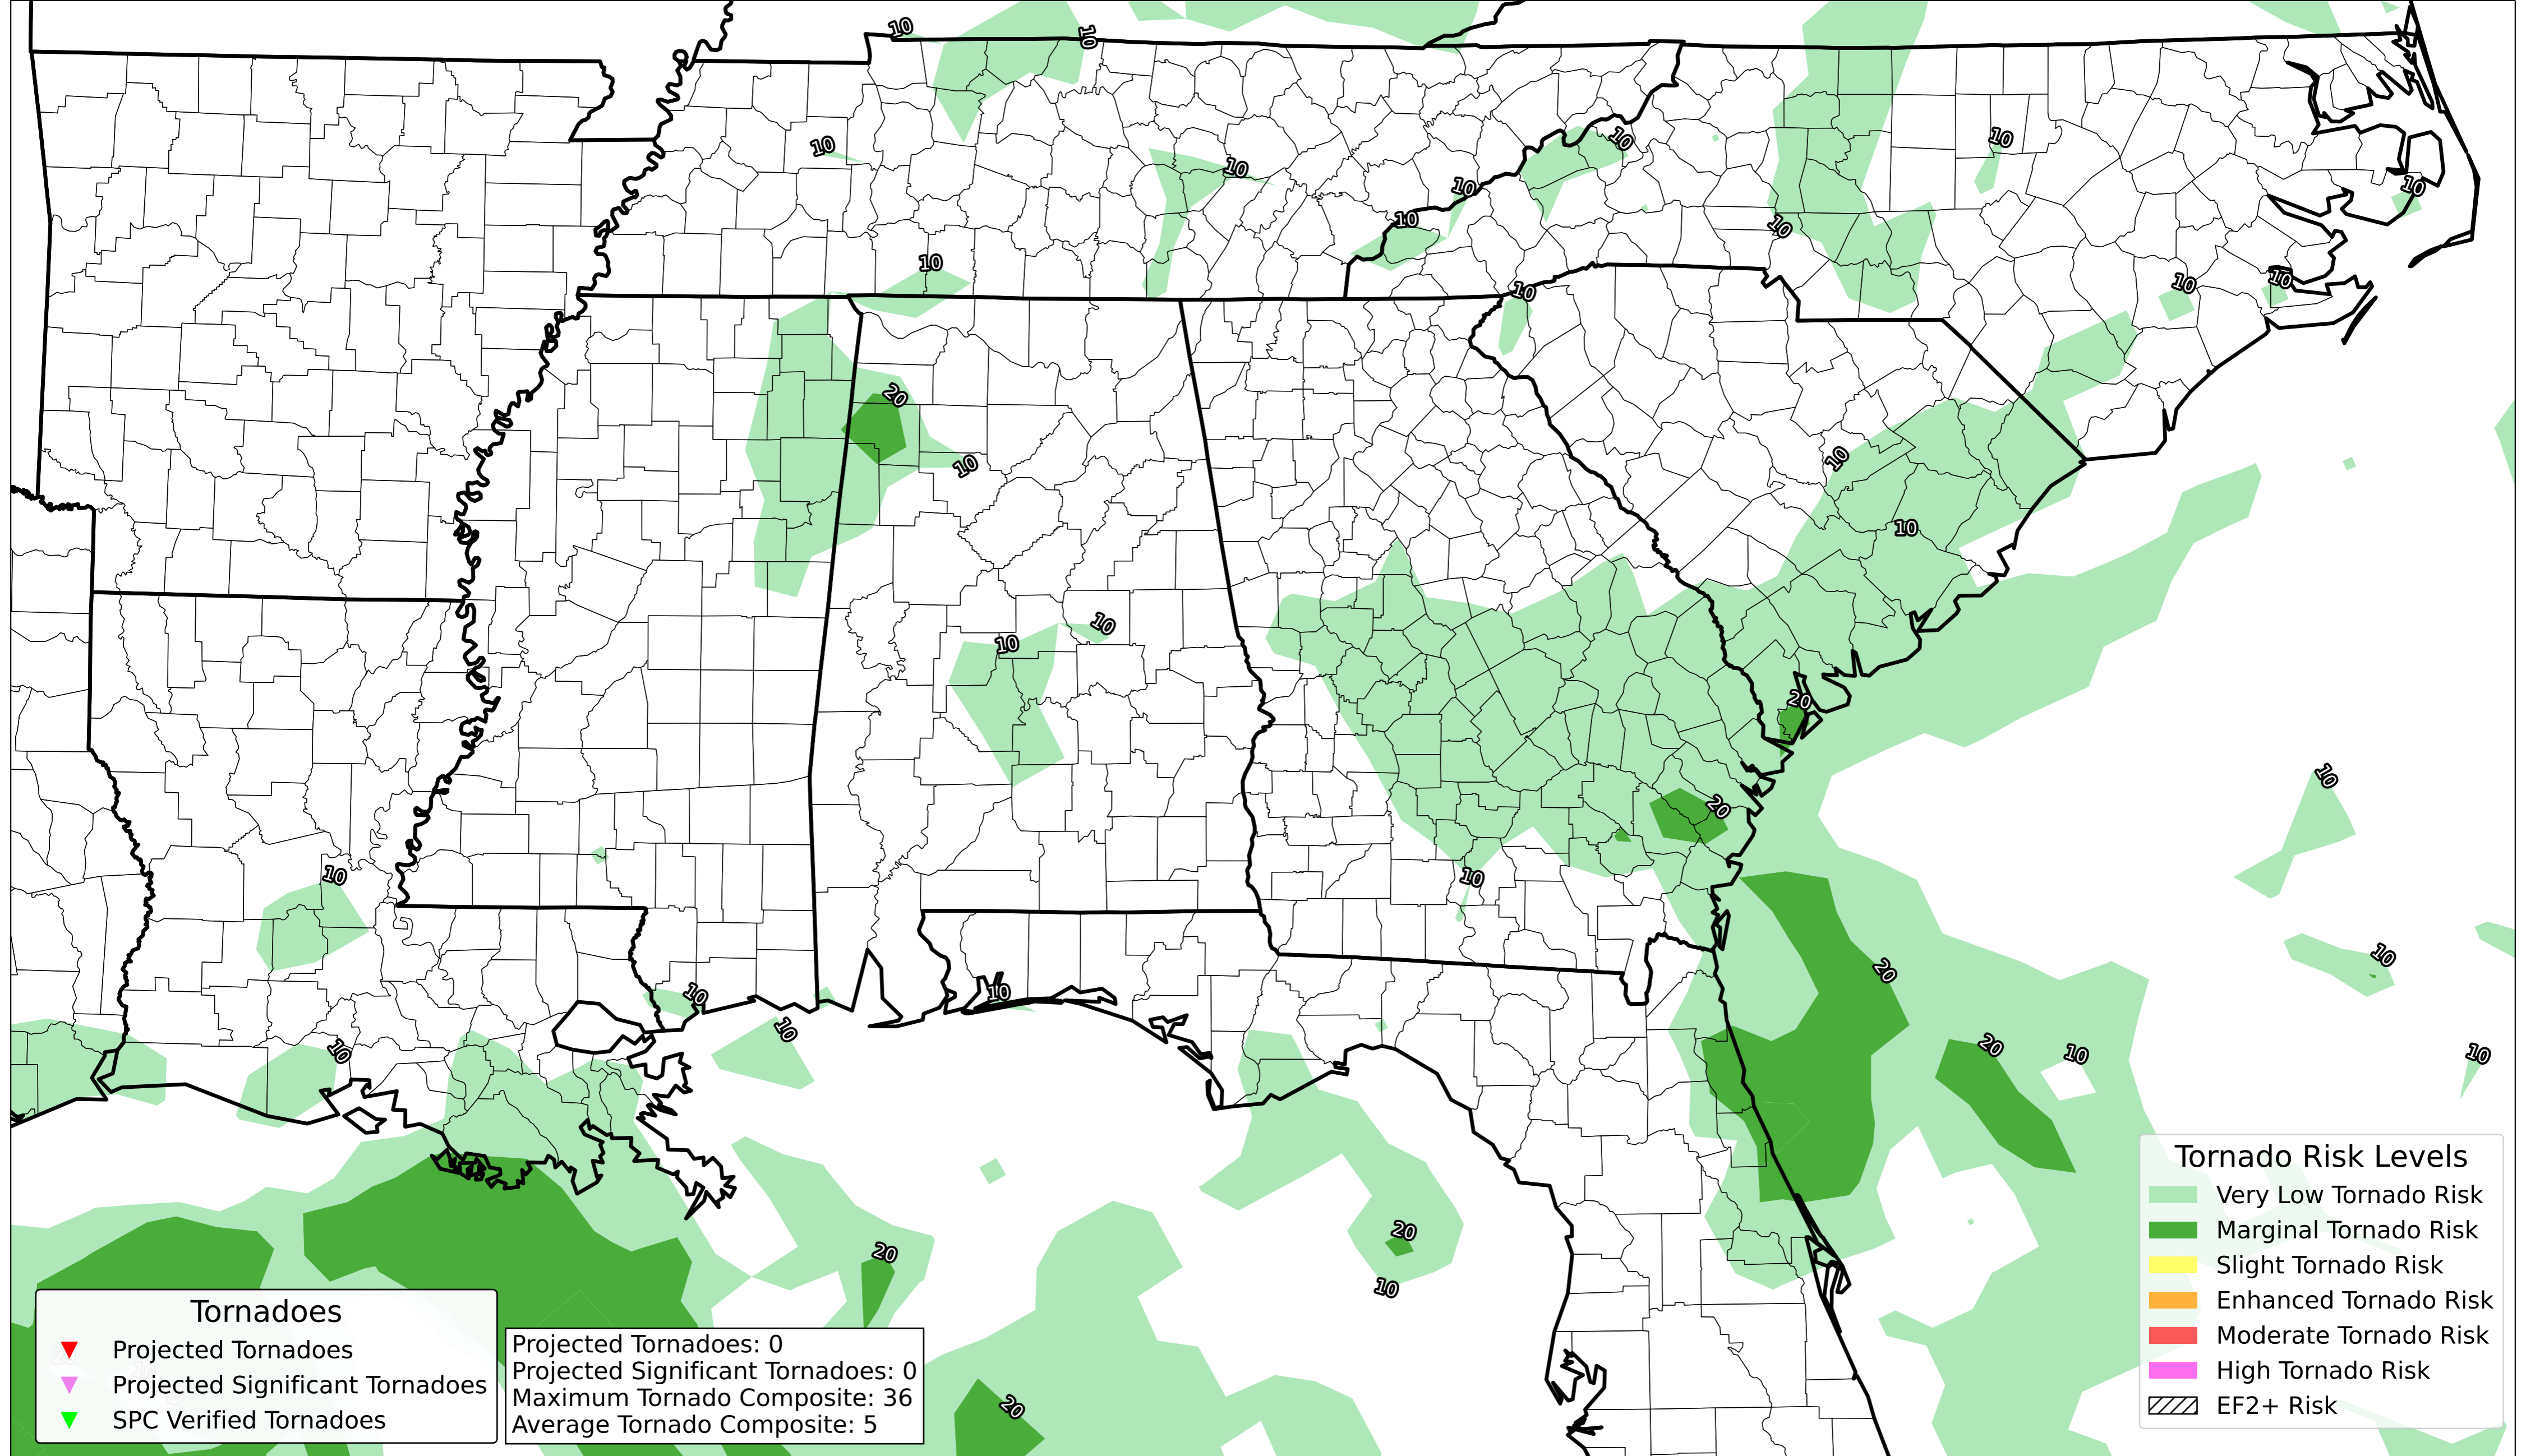 10
10
10
10
10
10
10
10
10
10
10
10
10
10
20
10
10
10
10
10
20
10
20
10
10
10
20
10
10
10
10
20
10
10
20
20
10
20
Tornado Risk Levels
Very Low Tornado Risk
Marginal Tornado Risk
Slight Tornado Risk
Enhanced Tornado Risk
Moderate Tornado Risk
High Tornado Risk
EF2+ Risk
Tornadoes
Projected Tornadoes
Projected Significant Tornadoes
SPC Verified Tornadoes
Projected Tornadoes: 0
Projected Significant Tornadoes: 0
Maximum Tornado Composite: 36
Average Tornado Composite: 5